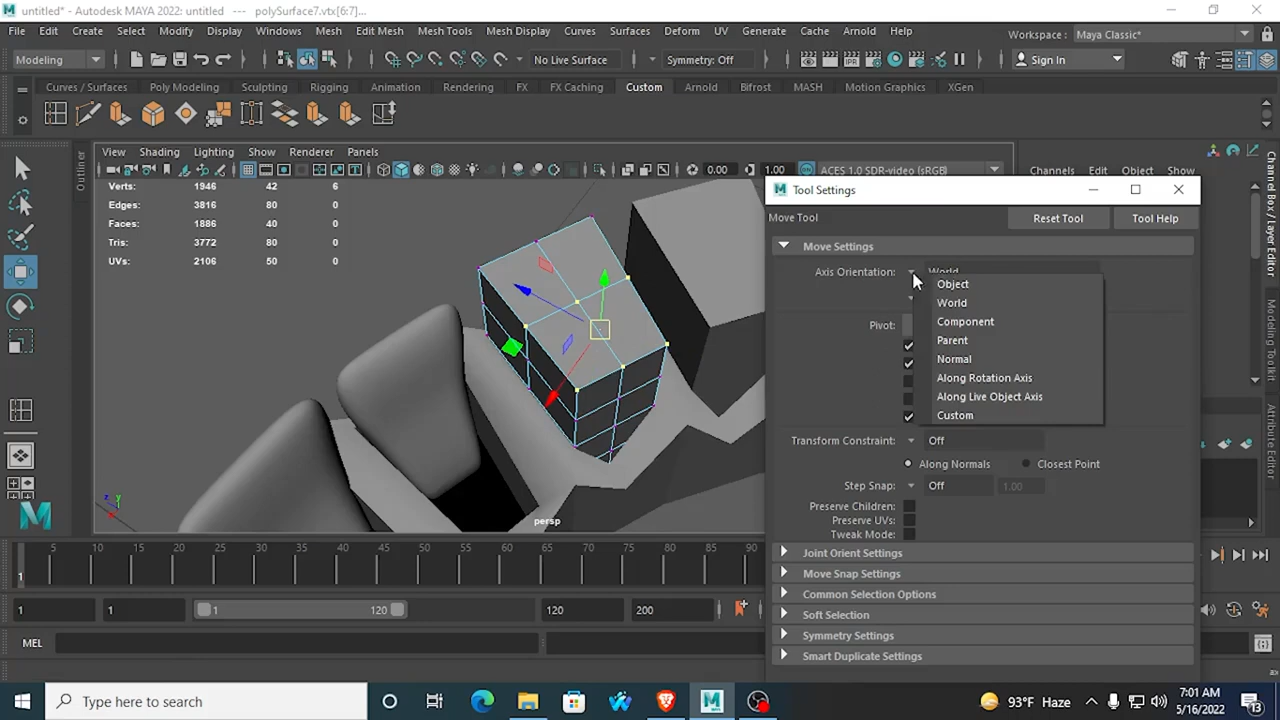 untitled* - Autodesk MAYA 2022: untitled --- polySurface7.vtx[6:7]...
File Edit Create Select Modify Display Windows Mesh Edit Mesh Mesh Tools Mesh Display Curves Surfaces Deform UV Generate Cache Arnold Help
Workspace : Maya Classic*
Modeling No Live Surface Symmetry: Off Sign In
Curves / Surfaces Poly Modeling Sculpting Rigging Animation Rendering FX FX Caching Custom Arnold Bifrost MASH Motion Graphics XGen
View Shading Lighting Show Renderer Panels
Channels Edit Object Show
0.00 1.00 ACES 1.0 SDR-video (sRGB)
Outliner
Verts: 1946 42 6
Edges: 3816 80 0
Faces: 1886 40 0
Tris: 3772 80 0
UVs: 2106 50 0
Tool Settings
Move Tool Reset Tool Tool Help
Move Settings
Axis Orientation: World
Object
World
Component
Pivot:
Parent
Normal
Along Rotation Axis
Along Live Object Axis
Custom
Transform Constraint: Off
Along Normals Closest Point
Step Snap: Off 1.00
Preserve Children:
Preserve UVs:
Tweak Mode:
Joint Orient Settings
Move Snap Settings
Common Selection Options
Soft Selection
Symmetry Settings
Smart Duplicate Settings
Channel Box / Layer Editor
Attribute Editor
z y
persp
5 10 15 20 25 30 35 40 45 50 55 60 65 70 75 80 85 90
1
1 1 1 120 120 200
MEL
Type here to search
93°F Haze
7:01 AM
5/16/2022
13